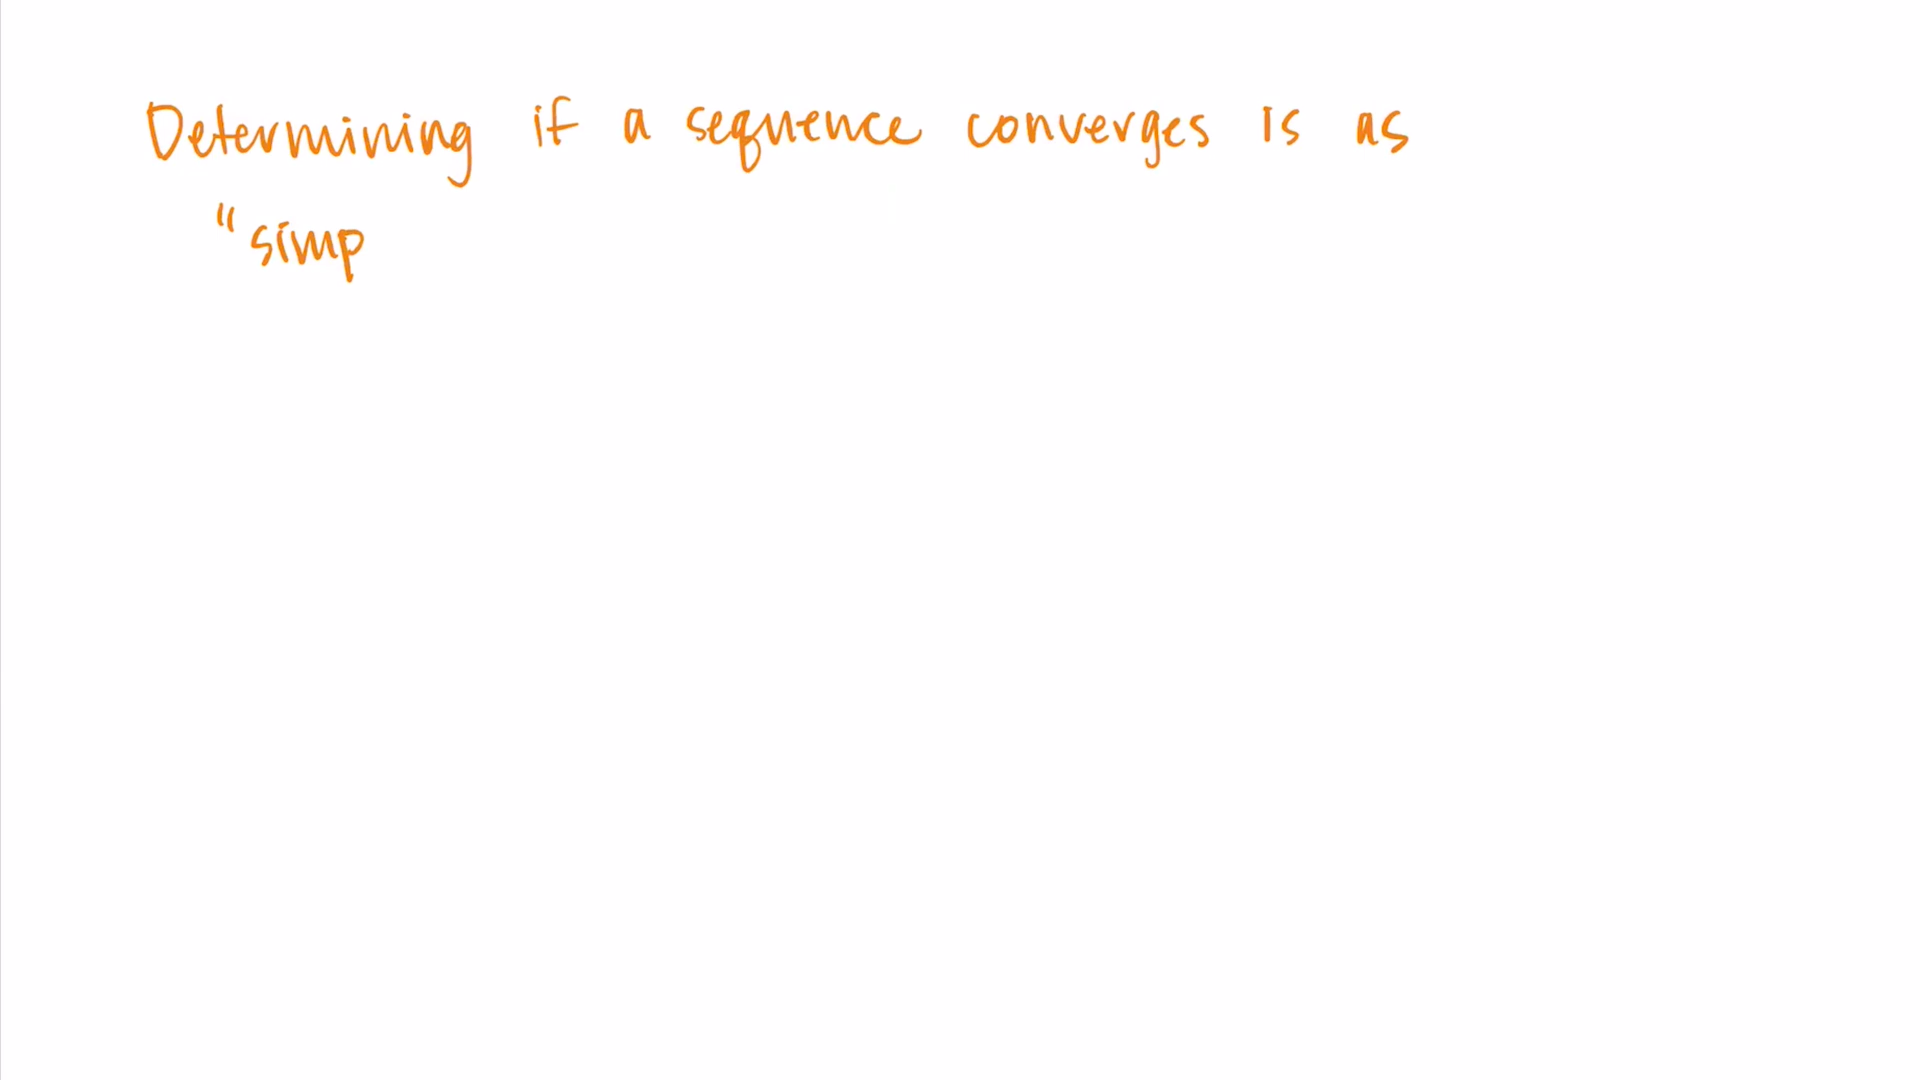 Determining if a sequence converges is as
"simp